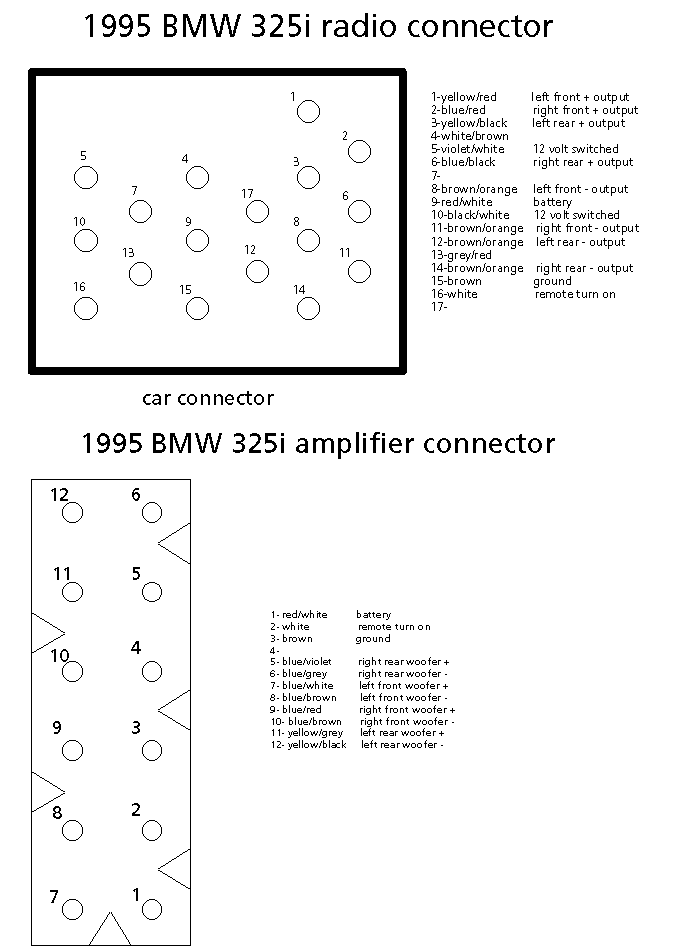 1995 BMW 325i radio connector
1
2
5
4
3
7
17
6
10
9
8
13
12
11
16
15
14
1-yellow/red left front + output
2-blue/red right front + output
3-yellow/black left rear + output
4-white/brown
5-violet/white 12 volt switched
6-blue/black right rear + output
7-
8-brown/orange left front - output
9-red/white battery
10-black/white 12 volt switched
11-brown/orange right front - output
12-brown/orange left rear - output
13-grey/red
14-brown/orange right rear - output
15-brown ground
16-white remote turn on
17-
car connector
1995 BMW 325i amplifier connector
12 6
11 5
10 4
9 3
8 2
7 1
1- red/white battery
2- white remote turn on
3- brown ground
4-
5- blue/violet right rear woofer +
6- blue/grey right rear woofer -
7- blue/white left front woofer +
8- blue/brown left front woofer -
9- blue/red right front woofer +
10- blue/brown right front woofer -
11- yellow/grey left rear woofer +
12- yellow/black left rear woofer -